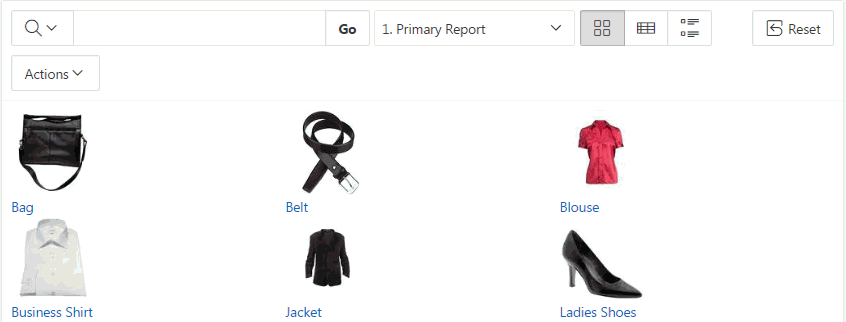 Go
1. Primary Report
Reset
Actions
Bag
Belt
Blouse
Business Shirt
Jacket
Ladies Shoes